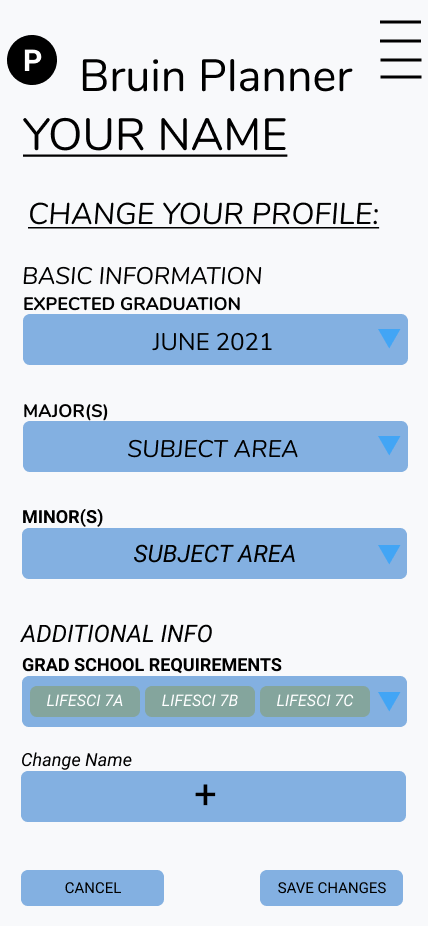 P
Bruin Planner
YOUR NAME
CHANGE YOUR PROFILE:
BASIC INFORMATION
EXPECTED GRADUATION
JUNE 2021
MAJOR(S)
SUBJECT AREA
MINOR(S)
SUBJECT AREA
ADDITIONAL INFO
GRAD SCHOOL REQUIREMENTS
LIFESCI 7A LIFESCI 7B LIFESCI 7C
Change Name
+
CANCEL SAVE CHANGES